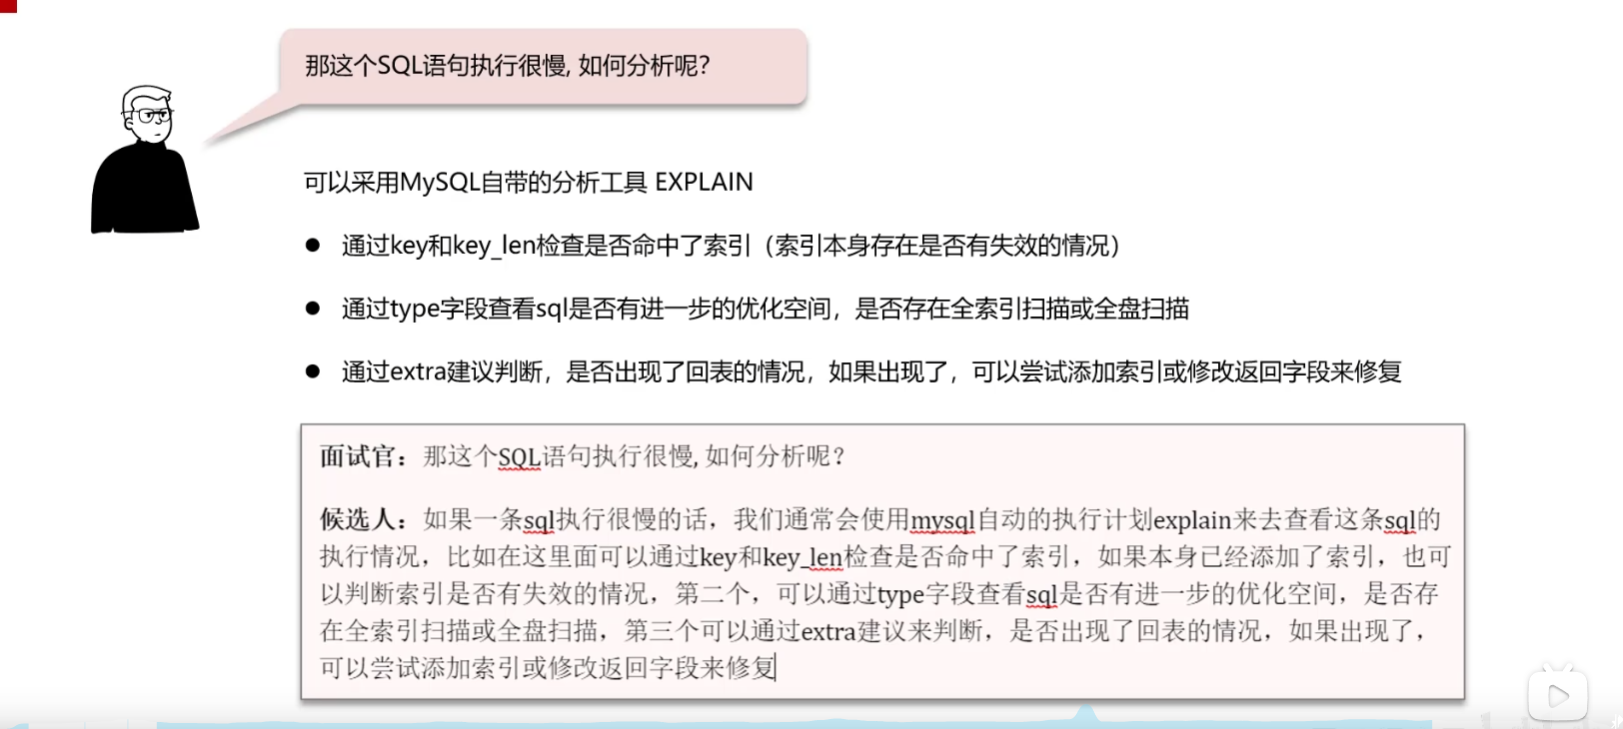 那这个SQL语句执行很慢, 如何分析呢?
可以采用MySQL自带的分析工具 EXPLAIN
● 通过key和key_len检查是否命中了索引（索引本身存在是否有失效的情况）
● 通过type字段查看sql是否有进一步的优化空间，是否存在全索引扫描或全盘扫描
● 通过extra建议判断，是否出现了回表的情况，如果出现了，可以尝试添加索引或修改返回字段来修复
面试官：那这个SQL语句执行很慢, 如何分析呢?
候选人：如果一条sql执行很慢的话，我们通常会使用mysql自动的执行计划explain来去查看这条sql的
执行情况，比如在这里面可以通过key和key_len检查是否命中了索引，如果本身已经添加了索引，也可
以判断索引是否有失效的情况，第二个，可以通过type字段查看sql是否有进一步的优化空间，是否存
在全索引扫描或全盘扫描，第三个可以通过extra建议来判断，是否出现了回表的情况，如果出现了，
可以尝试添加索引或修改返回字段来修复